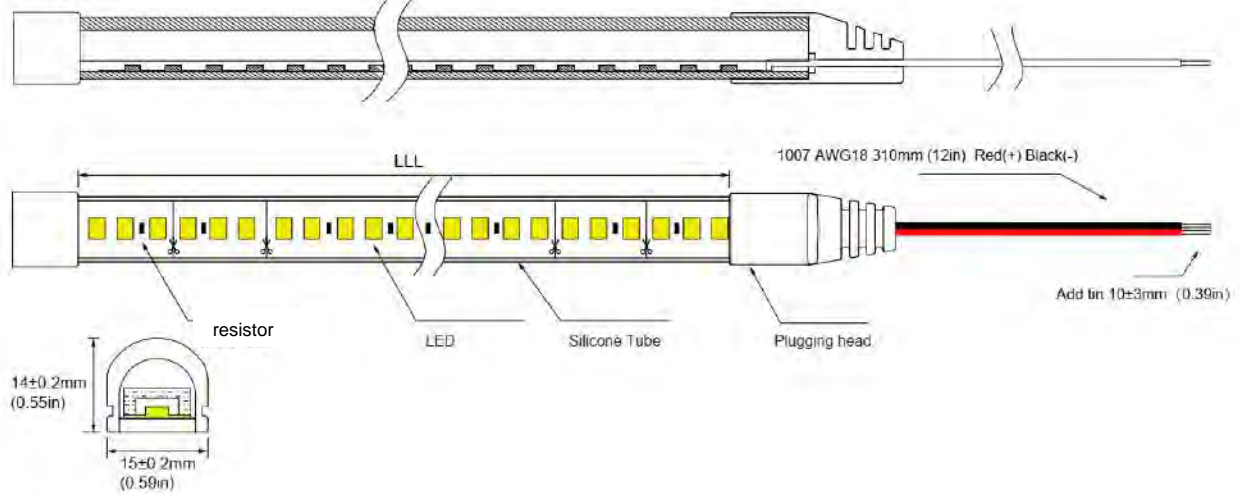 LLL
1007 AWG18 310mm (12in) Red(+) Black(-)
Add tin 10±3mm (0.39in)
resistor
LED
Silicone Tube
Plugging head
14±0.2mm
(0.55in)
15±0.2mm
(0.59in)